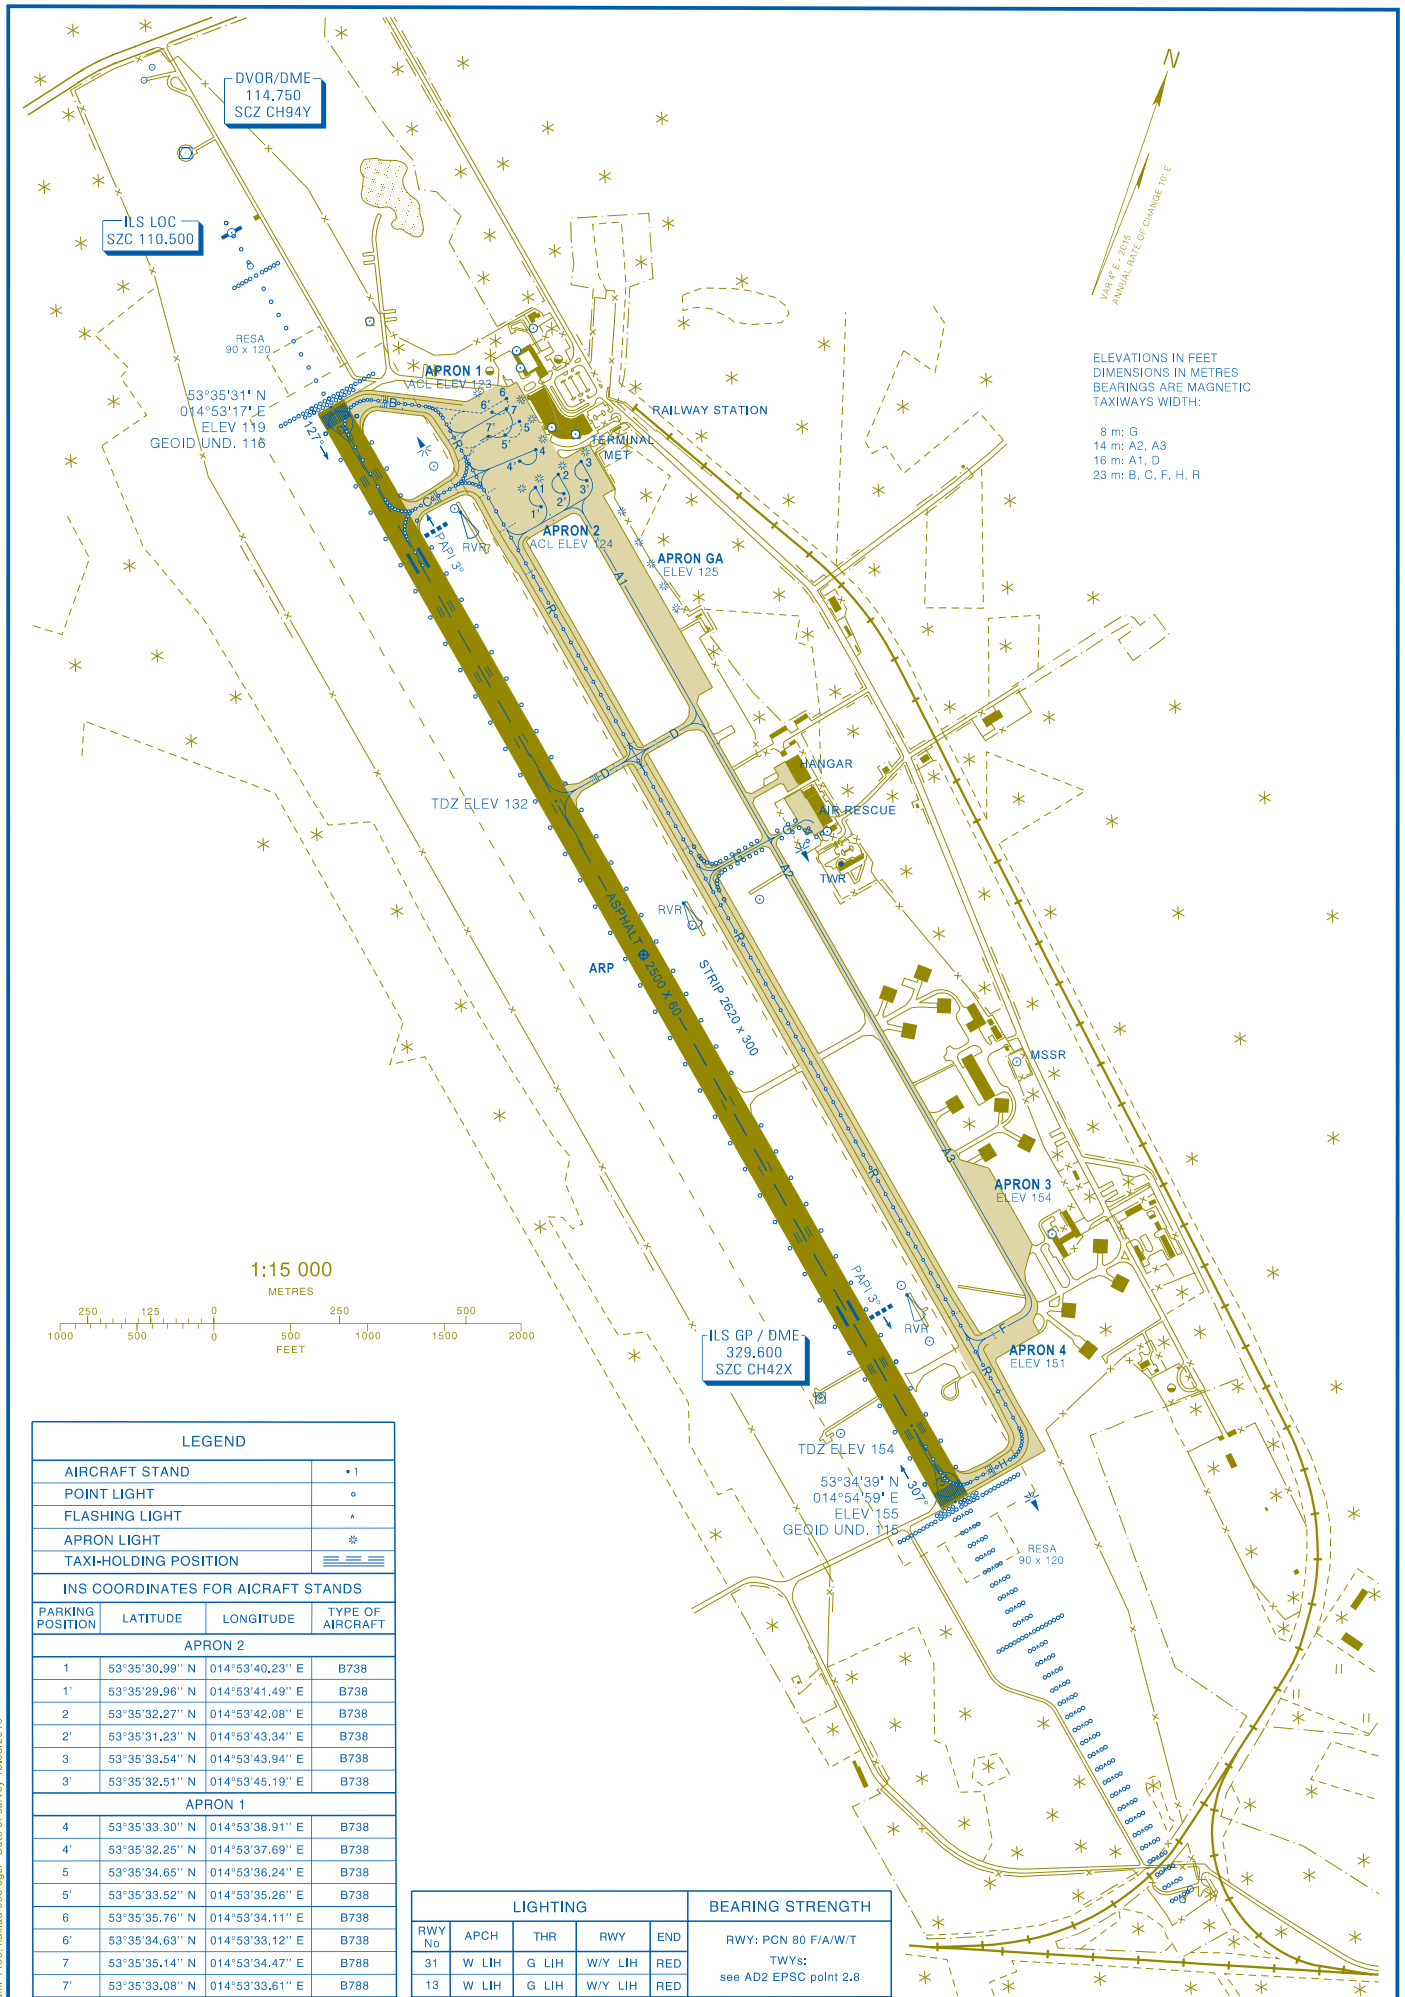 DVOR/DME
114.750
SCZ CH94Y
N
VAR 4° E - 2015
ANNUAL RATE OF CHANGE 10' E
ILS LOC
SZC 110.500
RESA
90 x 120
53°35'31" N
014°53'17" E
ELEV 119
GEOID UND. 116
127°
ELEVATIONS IN FEET
DIMENSIONS IN METRES
BEARINGS ARE MAGNETIC
TAXIWAYS WIDTH:
8 m: G
14 m: A2, A3
16 m: A1, D
23 m: B, C, F, H, R
APRON 1
ACL ELEV 123
RAILWAY STATION
TERMINAL
MET
B
R
C
6
6'
7
7'
5
5'
4
4'
3
3'
2
2'
1
1'
APRON 2
ACL ELEV 124
PAPI 3°
RVR
APRON GA
ELEV 125
A1
R
D
D
HANGAR
AIR RESCUE
TDZ ELEV 132
G
A2
TWR
RVR
R
ASPHALT 2500 X 60
ARP
STRIP 2620 x 300
MSSR
A3
R
APRON 3
ELEV 154
1:15 000
METRES
250 125 0 250 500
1000 500 0 500 1000 1500 2000
FEET
PAPI 3°
RVR
F
APRON 4
ELEV 151
R
ILS GP / DME
329.600
SZC CH42X
TDZ ELEV 154
H
53°34'39" N
014°54'59" E
ELEV 155
GEOID UND. 115
307°
RESA
90 x 120
LEGEND
AIRCRAFT STAND • 1
POINT LIGHT
FLASHING LIGHT
APRON LIGHT
TAXI-HOLDING POSITION
INS COORDINATES FOR AICRAFT STANDS
PARKING POSITION LATITUDE LONGITUDE TYPE OF AIRCRAFT
APRON 2
1 53°35'30.99'' N 014°53'40.23'' E B738
1' 53°35'29.96'' N 014°53'41.49'' E B738
2 53°35'32.27'' N 014°53'42.08'' E B738
2' 53°35'31.23'' N 014°53'43.34'' E B738
3 53°35'33.54'' N 014°53'43.94'' E B738
3' 53°35'32.51'' N 014°53'45.19'' E B738
APRON 1
4 53°35'33.30'' N 014°53'38.91'' E B738
4' 53°35'32.25'' N 014°53'37.69'' E B738
5 53°35'34.65'' N 014°53'36.24'' E B738
5' 53°35'33.52'' N 014°53'35.26'' E B738
6 53°35'35.76'' N 014°53'34.11'' E B738
6' 53°35'34.63'' N 014°53'33.12'' E B738
7 53°35'35.14'' N 014°53'34.47'' E B788
7' 53°35'33.08'' N 014°53'33.61'' E B788
LIGHTING
RWY No APCH THR RWY END
31 W LIH G LIH W/Y LIH RED
13 W LIH G LIH W/Y LIH RED
BEARING STRENGTH
RWY: PCN 80 F/A/W/T
TWYs:
see AD2 EPSC point 2.8